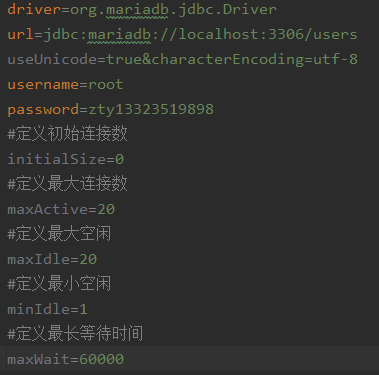 driver=org.mariadb.jdbc.Driver
url=jdbc:mariadb://localhost:3306/users
useUnicode=true&characterEncoding=utf-8
username=root
password=zty13323519898
#定义初始连接数
initialSize=0
#定义最大连接数
maxActive=20
#定义最大空闲
maxIdle=20
#定义最小空闲
minIdle=1
#定义最长等待时间
maxWait=60000